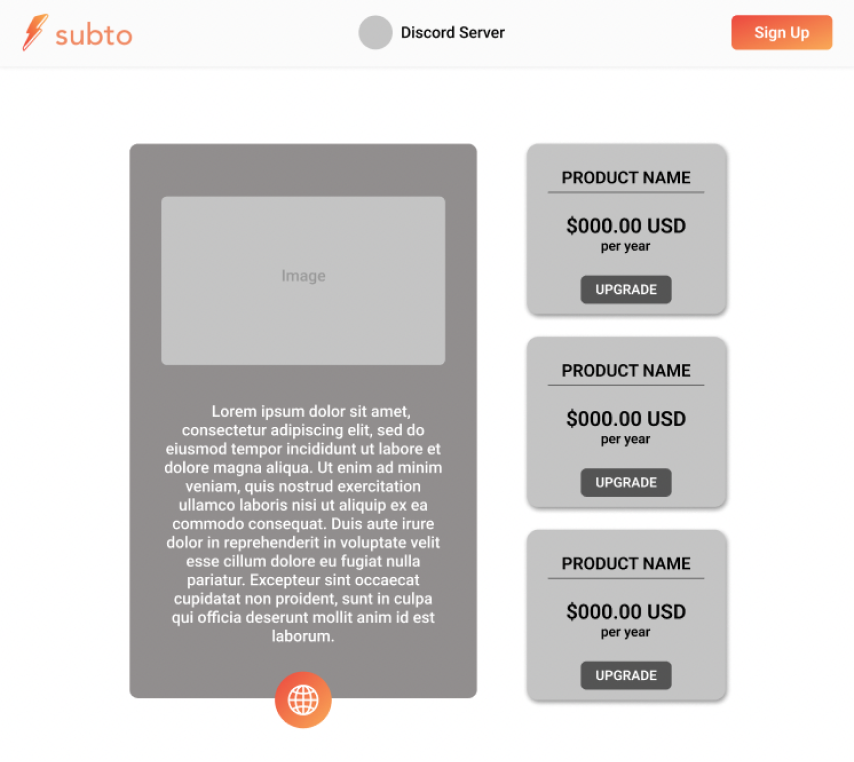 subto
Discord Server
Sign Up
Image
Lorem ipsum dolor sit amet,
consectetur adipiscing elit, sed do
eiusmod tempor incididunt ut labore et
dolore magna aliqua. Ut enim ad minim
veniam, quis nostrud exercitation
ullamco laboris nisi ut aliquip ex ea
commodo consequat. Duis aute irure
dolor in reprehenderit in voluptate velit
esse cillum dolore eu fugiat nulla
pariatur. Excepteur sint occaecat
cupidatat non proident, sunt in culpa
qui officia deserunt mollit anim id est
laborum.
PRODUCT NAME
$000.00 USD
per year
UPGRADE
PRODUCT NAME
$000.00 USD
per year
UPGRADE
PRODUCT NAME
$000.00 USD
per year
UPGRADE